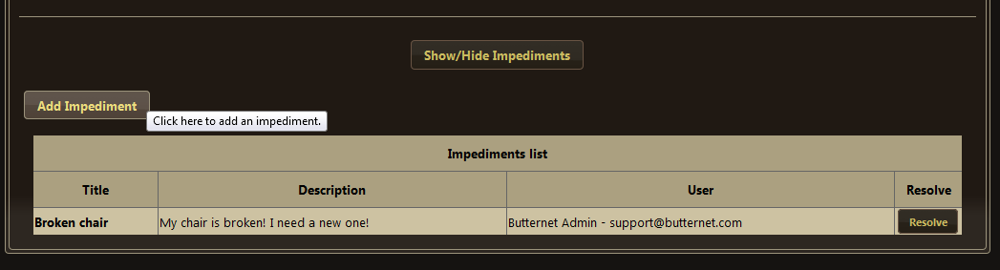 Show/Hide Impediments
Add Impediment
Click here to add an impediment.
Impediments list
Title Description User Resolve
Broken chair My chair is broken! I need a new one! Butternet Admin - support@butternet.com Resolve